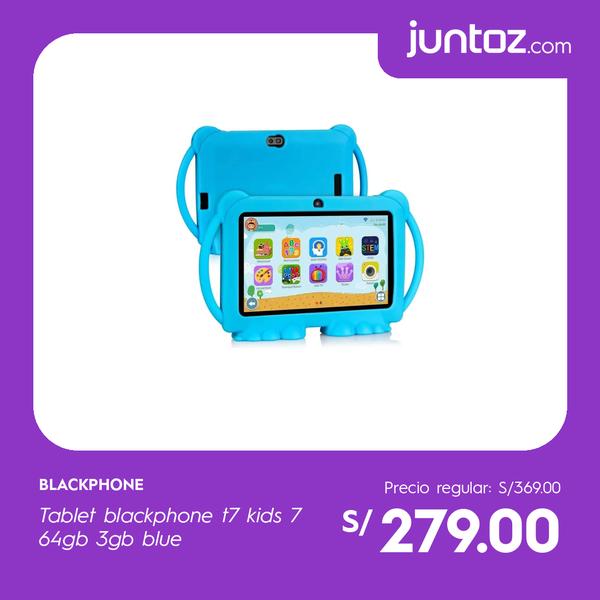 juntoz.com
BLACKPHONE
Tablet blackphone t7 kids 7
64gb 3gb blue
Precio regular: S/369.00
S/279.00